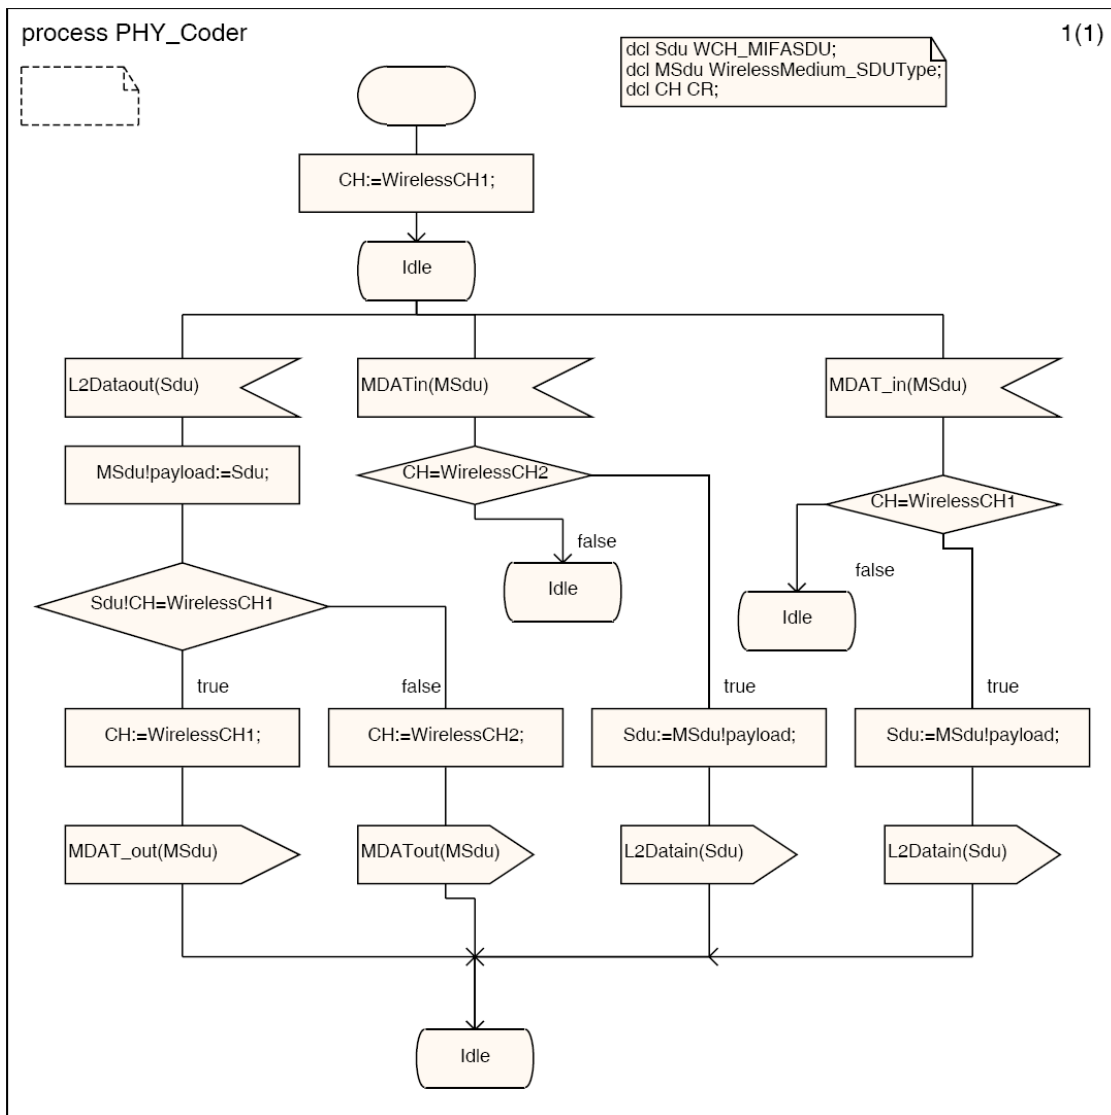 process PHY_Coder
1(1)
dcl Sdu WCH_MIFASDU;
dcl MSdu WirelessMedium_SDUType;
dcl CH CR;
CH:=WirelessCH1;
Idle
L2Dataout(Sdu)
MDATin(MSdu)
MDAT_in(MSdu)
MSdu!payload:=Sdu;
CH=WirelessCH2
CH=WirelessCH1
false
false
Idle
Idle
Sdu!CH=WirelessCH1
true
false
true
true
CH:=WirelessCH1;
CH:=WirelessCH2;
Sdu:=MSdu!payload;
Sdu:=MSdu!payload;
MDAT_out(MSdu)
MDATout(MSdu)
L2Datain(Sdu)
L2Datain(Sdu)
Idle